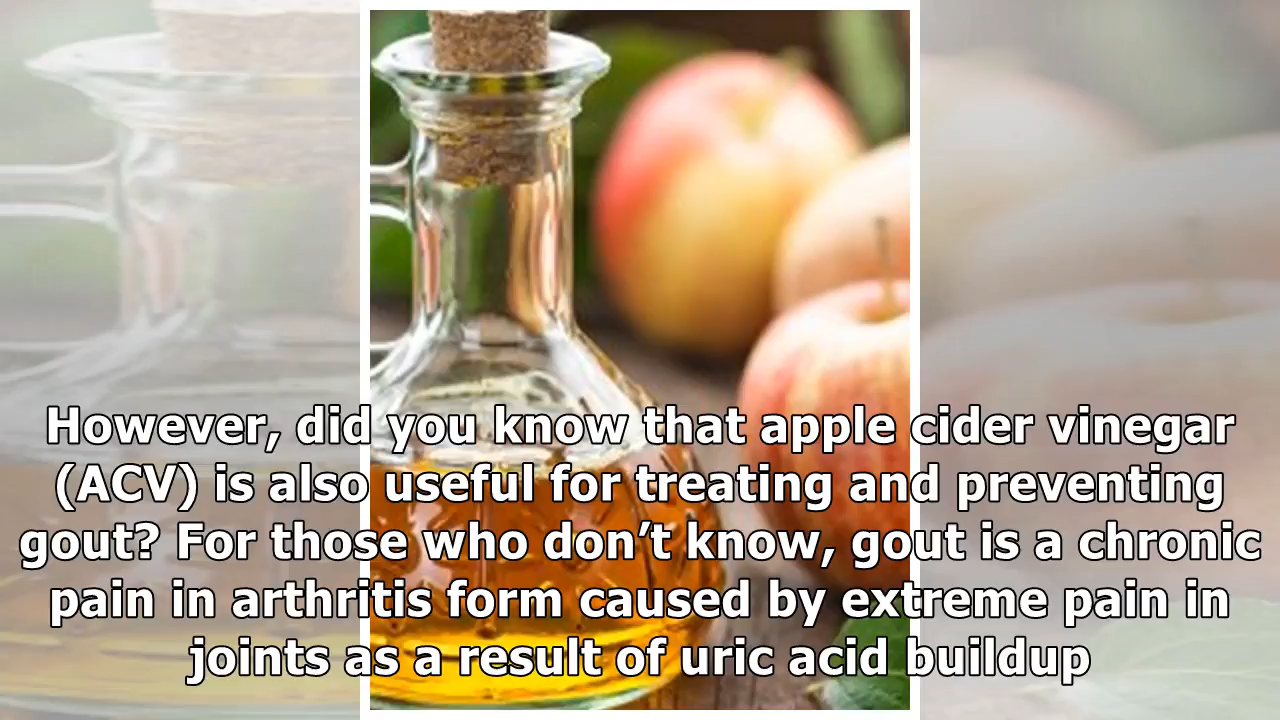 However, did you know that apple cider vinegar
(ACV) is also useful for treating and preventing
gout? For those who don’t know, gout is a chronic
pain in arthritis form caused by extreme pain in
joints as a result of uric acid buildup